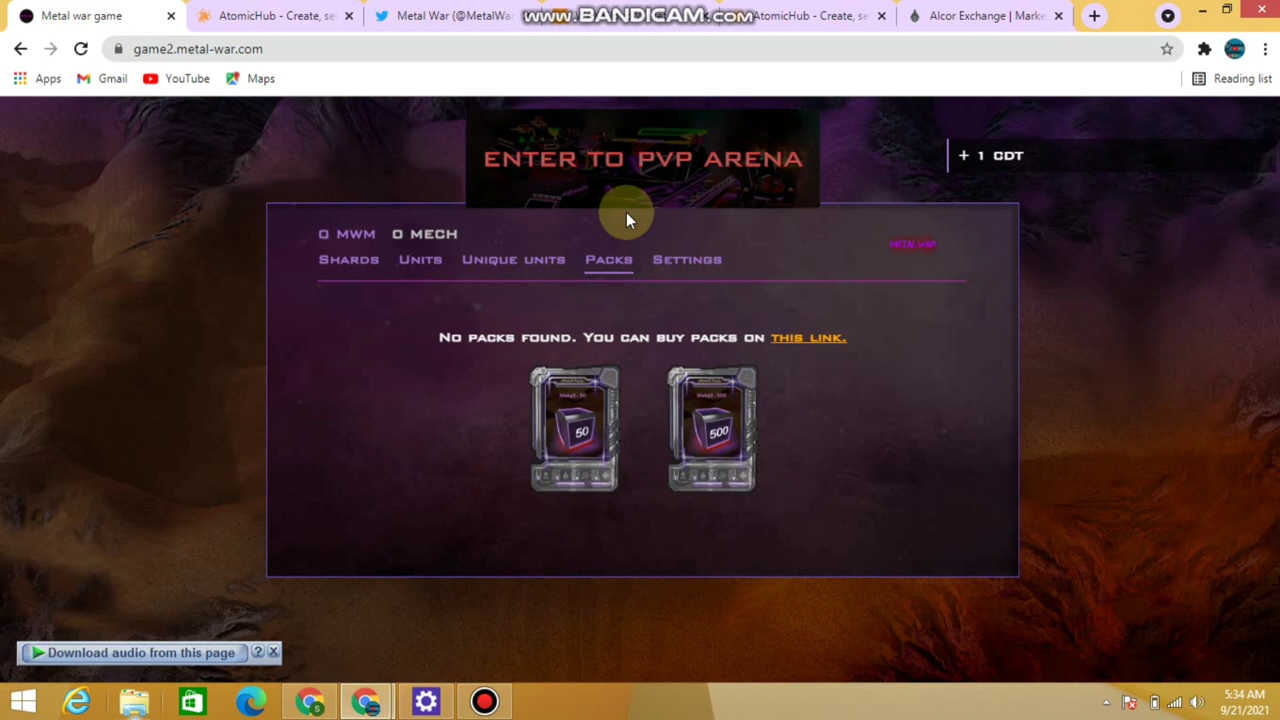 Metal war game
AtomicHub - Create, se
Metal War (@MetalWar
www.BANDICAM.com
AtomicHub - Create, se
Alcor Exchange | Marke
game2.metal-war.com
Apps
Gmail
YouTube
Maps
Reading list
ENTER TO PVP ARENA
+ 1 CDT
0 MWM
0 MECH
METALWAR
SHARDS
UNITS
UNIQUE UNITS
PACKS
SETTINGS
NO PACKS FOUND. YOU CAN BUY PACKS ON THIS LINK.
50
500
Download audio from this page
?
5:34 AM
9/21/2021